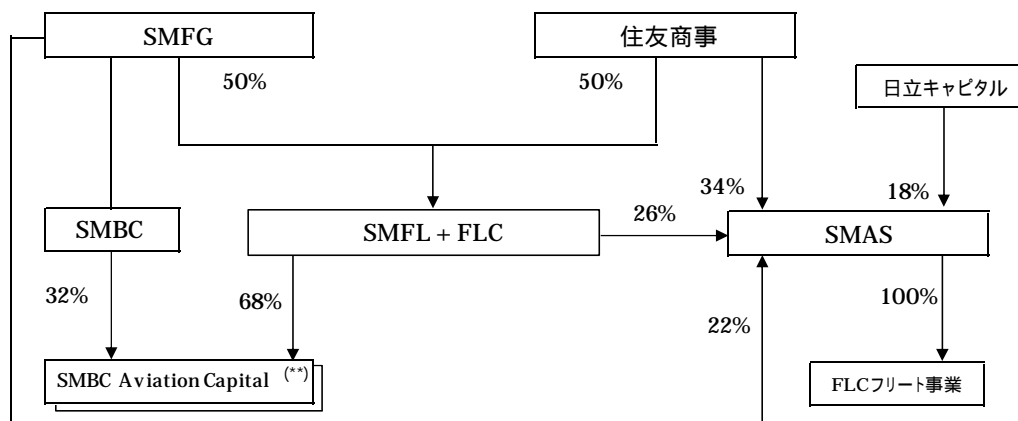 SMFG
住友商事
50%
50%
日立キャピタル
34%
18%
SMBC
SMFL + FLC
26%
SMAS
32%
68%
22%
100%
SMBC Aviation Capital (**)
FLCフリート事業